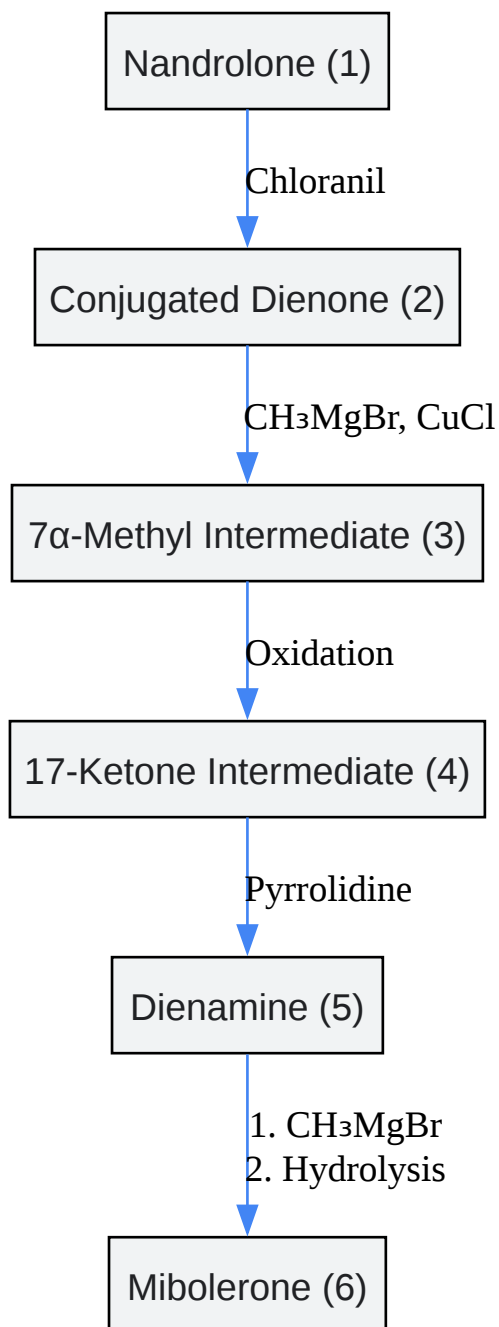 Nandrolone (1)
Chloranil
Conjugated Dienone (2)
CH₃MgBr, CuCl
7α-Methyl Intermediate (3)
Oxidation
17-Ketone Intermediate (4)
Pyrrolidine
Dienamine (5)
1. CH₃MgBr
2. Hydrolysis
Mibolerone (6)